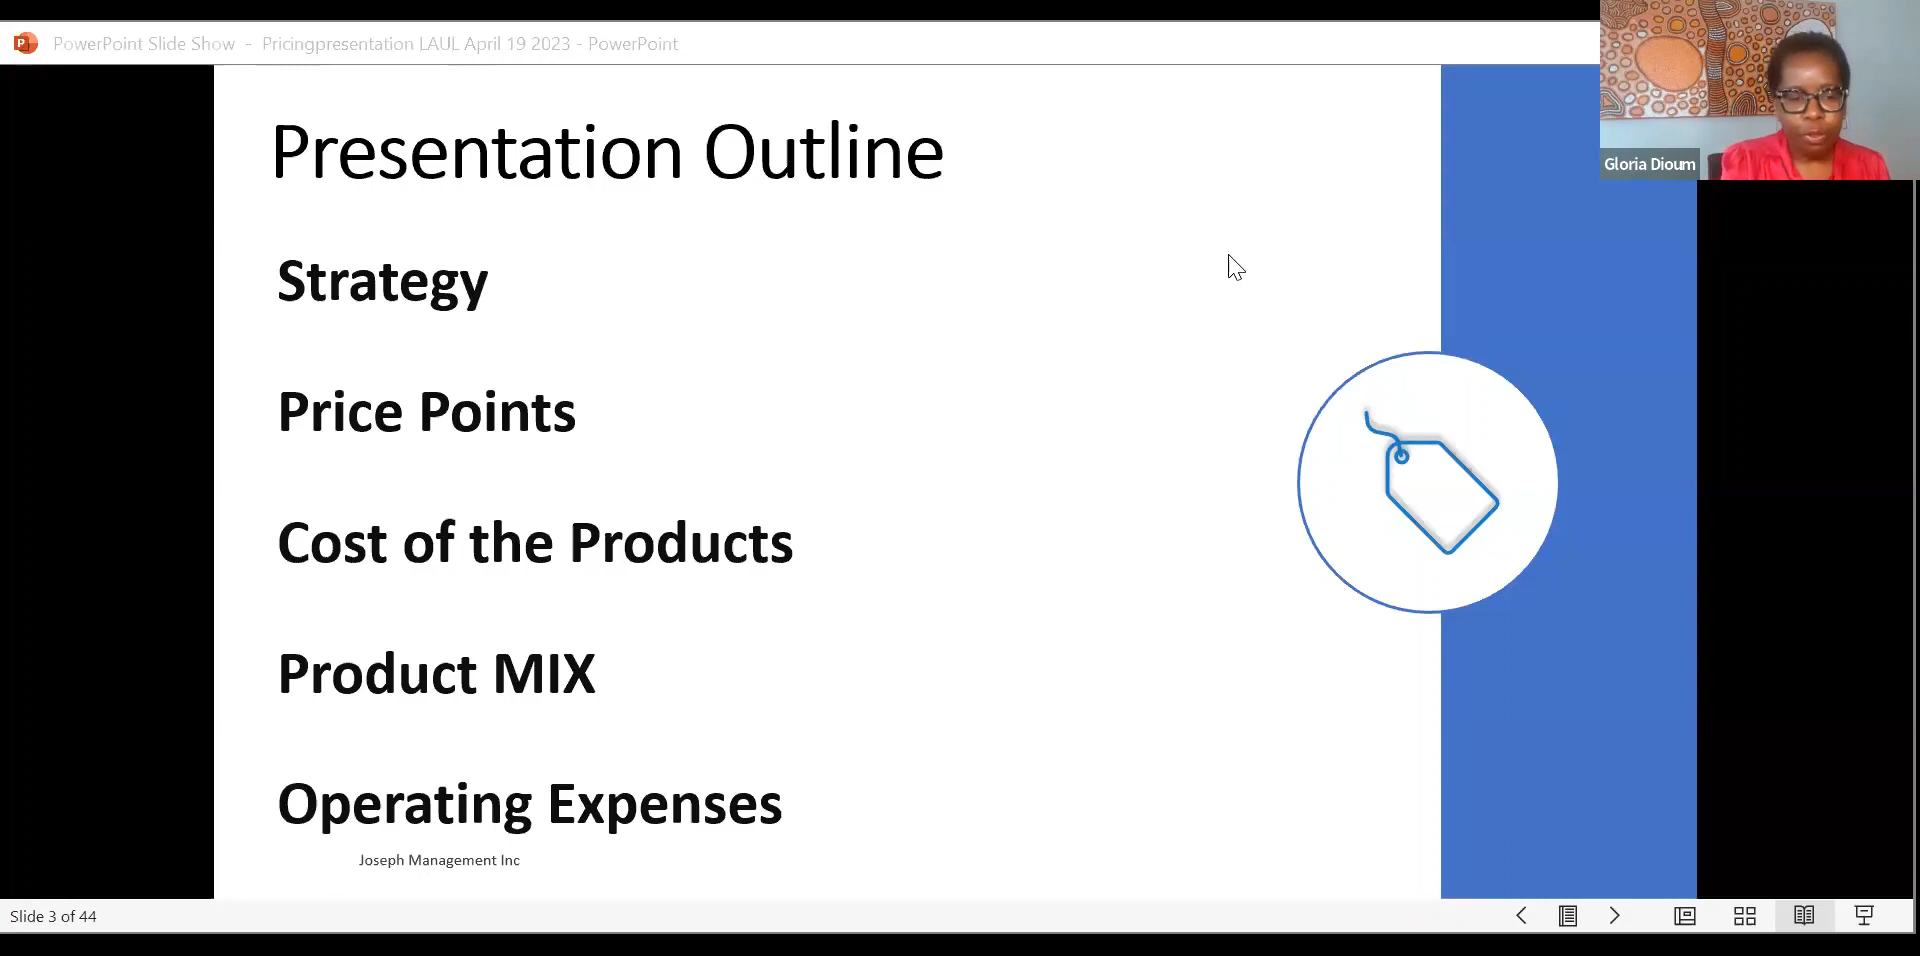 PowerPoint Slide Show - Pricingpresentation LAUL April 19 2023 - PowerPoint
Gloria Dioum
Presentation Outline
Strategy
Price Points
Cost of the Products
Product MIX
Operating Expenses
Joseph Management Inc
Slide 3 of 44